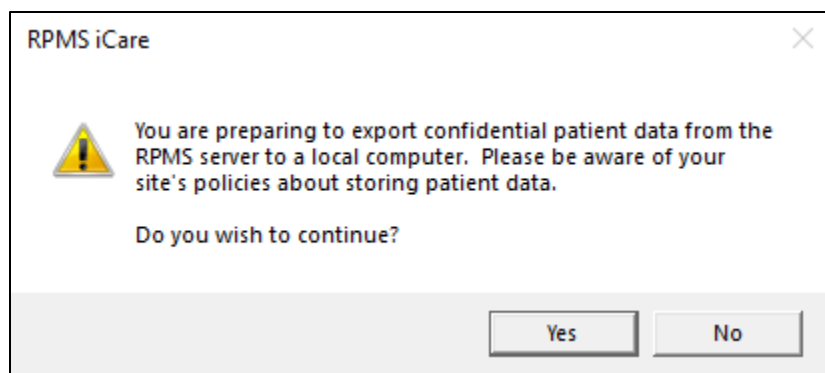 RPMS iCare
You are preparing to export confidential patient data from the
RPMS server to a local computer.  Please be aware of your
site's policies about storing patient data.
Do you wish to continue?
Yes
No